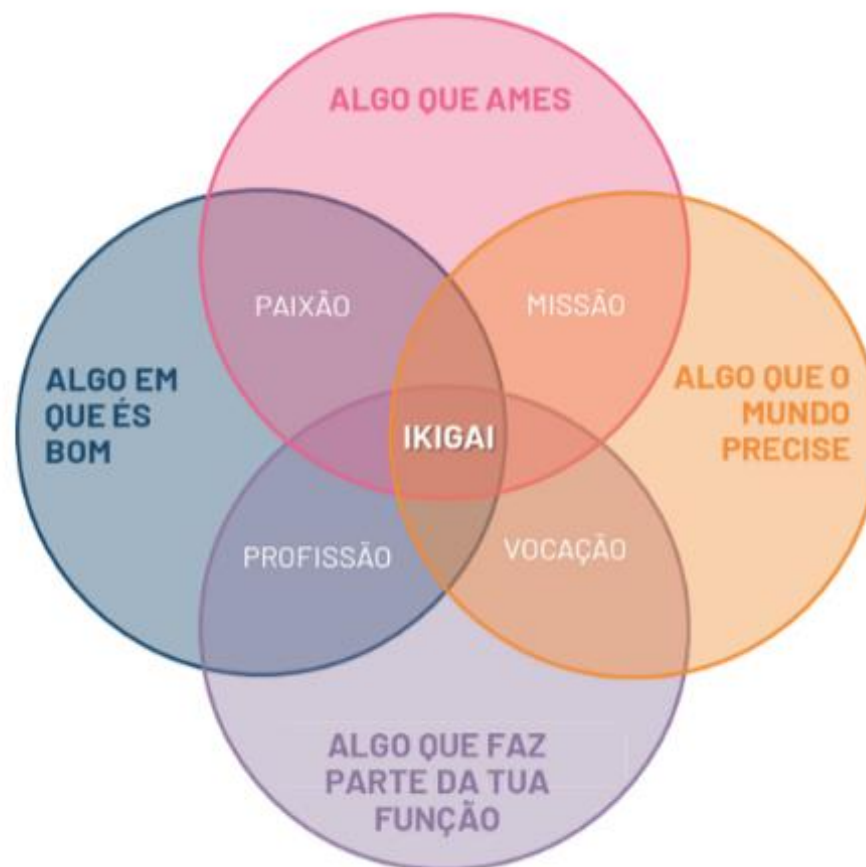 ALGO QUE AMES
PAIXÃO
MISSÃO
ALGO EM
QUE ÉS
BOM
ALGO QUE O
MUNDO
PRECISE
IKIGAI
PROFISSÃO
VOCAÇÃO
ALGO QUE FAZ
PARTE DA TUA
FUNÇÃO